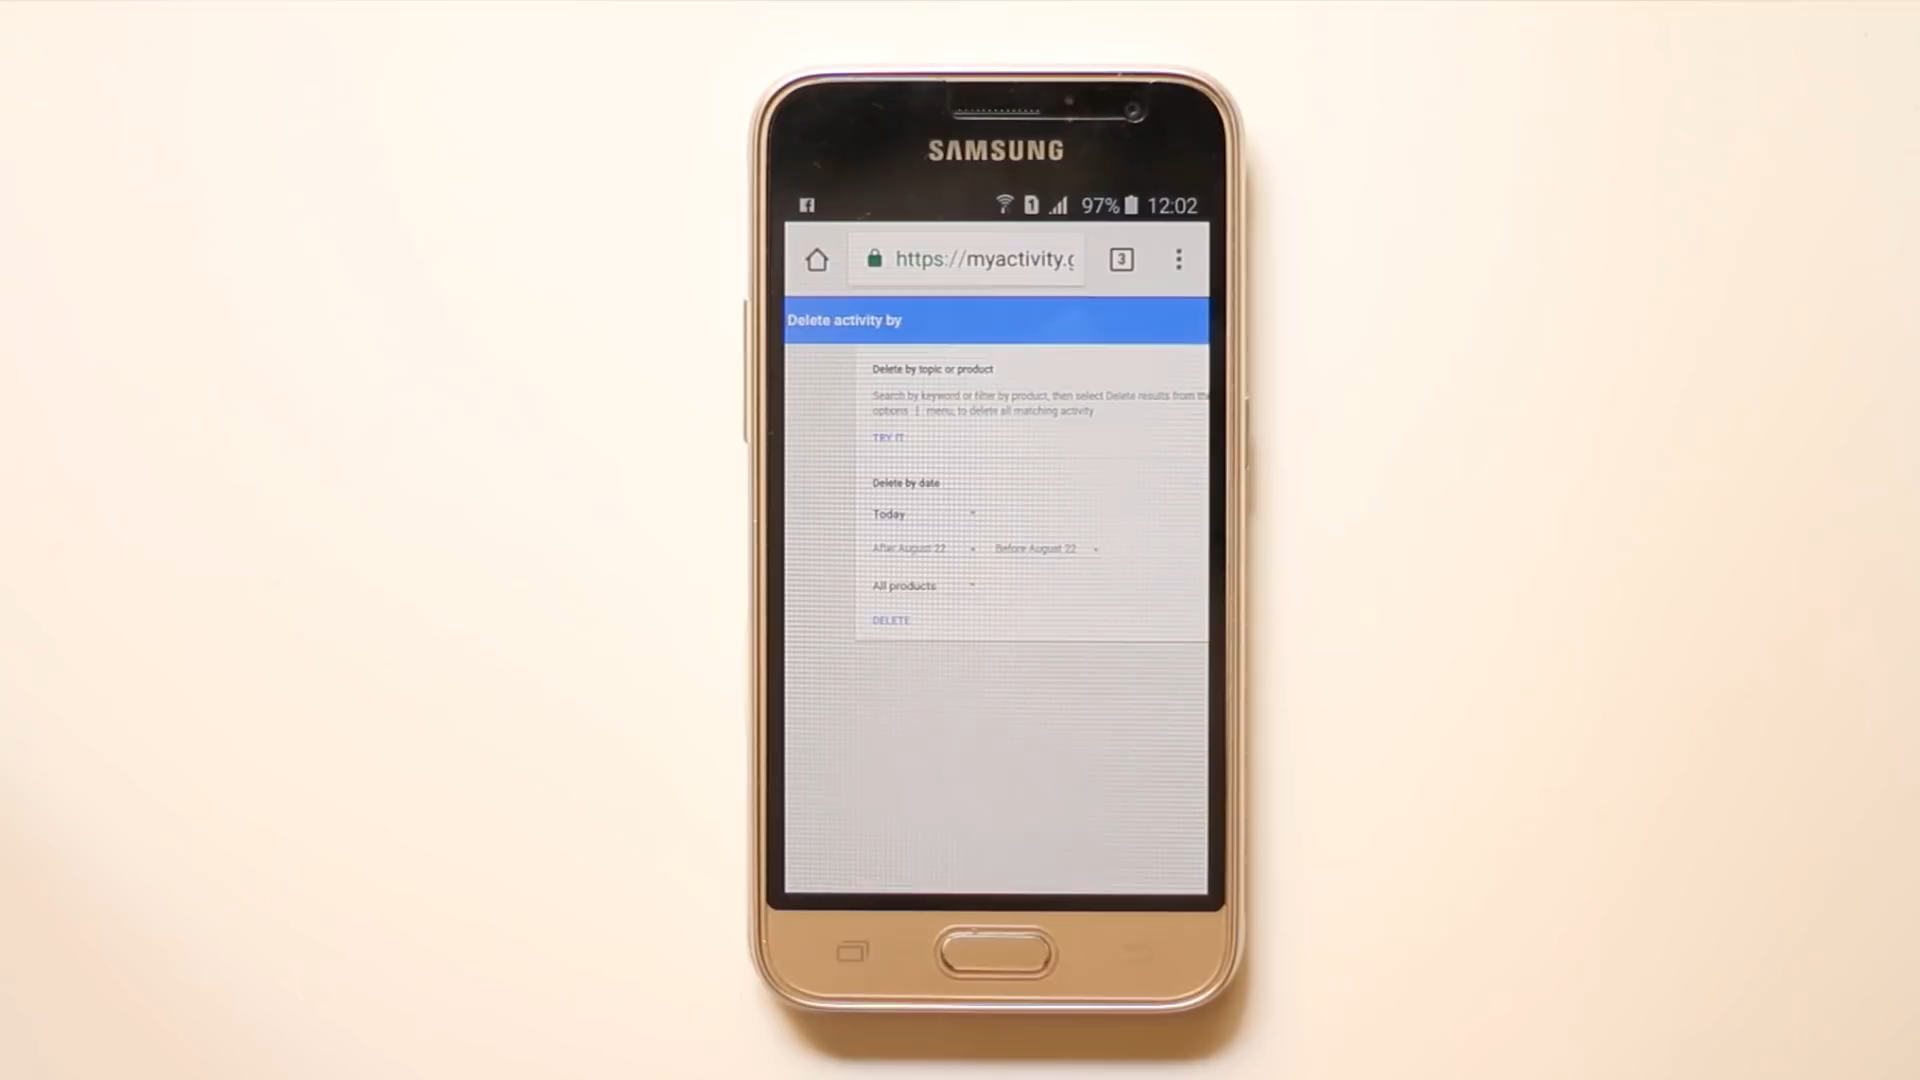 SAMSUNG
1 97% 12:02
https://myactivity.g
3
Delete activity by
Delete by topic or product
Search by keyword or filter by product, then select Delete results from the
options ⋮ menu, to delete all matching activity
TRY IT
Delete by date
Today
After August 22 Before August 22
All products
DELETE